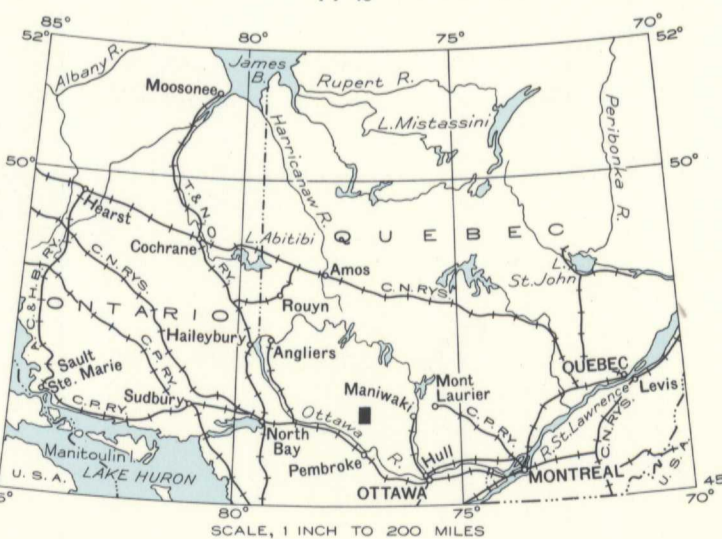 85°
80°
75°
70°
52°
52°
James
B.
Albany R.
Moosonee
Rupert R.
L. Mistassini
Peribonka R.
Harricanaw R.
50°
50°
Hearst
T. & N. O. RY.
Cochrane
L. Abitibi
QUEBEC
L.
St. John
Amos
C. N. RYS.
C. N. RYS.
A. C. & H. B. RY.
ONTARIO
Rouyn
Haileybury
Angliers
C. P. RY.
Sault
Ste. Marie
QUEBEC
Levis
Mont
Laurier
Maniwaki
C. P. RY.
Sudbury
C. P. RY.
R. St. Lawrence
C. N. RYS.
Ottawa R.
North
Bay
Manitoulin I.
Pembroke
Hull
MONTREAL
U. S. A.
U. S. A.
LAKE HURON
OTTAWA
5°
80°
75°
70°
45
SCALE, 1 INCH TO 200 MILES